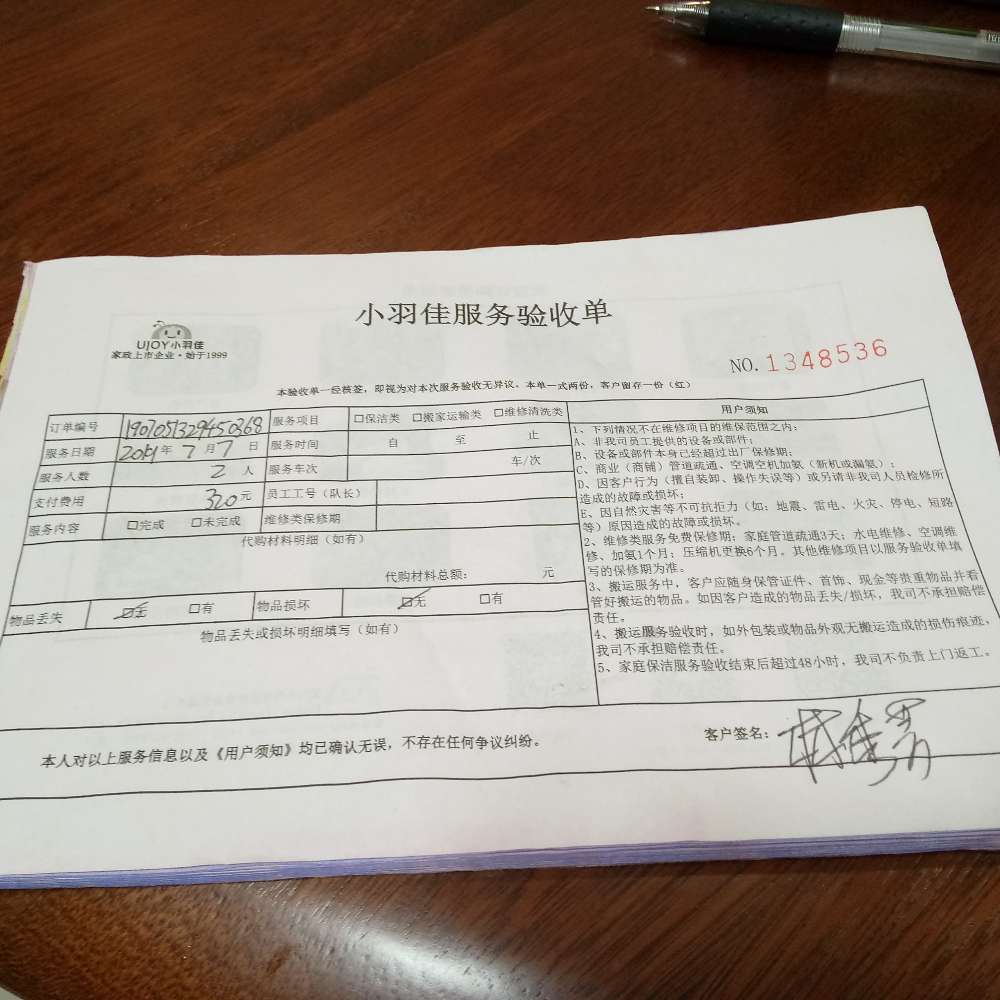 小羽佳服务验收单
UJOY小羽佳
家政上市企业·始于1999
NO.1348536
本验收单一经核签，即视为对本次服务验收无异议。本单一式两份，客户留存一份（红）
订单编号 1907051329450368 服务项目 □保洁类 □搬家运输类 □维修清洗类
服务日期 年 7 月 7 日 服务时间 自 至 止
服务人数 2 人 服务车次 车/次
支付费用 320 元 员工工号（队长）
服务内容 □完成 □未完成 维修类保修期
代购材料明细（如有）
代购材料总额： 元
物品丢失 □无 □有 物品损坏 □无 □有
物品丢失或损坏明细填写（如有）
用户须知
1、下列情况不在维修项目的维保范围之内：
A、非我司员工提供的设备或部件；
B、设备或部件本身已经超过出厂保修期；
C、商业（商铺）管道疏通、空调空机加氨（新机或漏氨）；
D、因客户行为（擅自装卸、操作失误等）或另请非我司人员检修所
造成的故障或损坏；
E、因自然灾害等不可抗拒力（如：地震、雷电、火灾、停电、短路
等）原因造成的故障或损坏。
2、维修类服务免费保修期：家庭管道疏通3天；水电维修、空调维
修、加氨1个月；压缩机更换6个月。其他维修项目以服务验收单填
写的保修期为准。
3、搬运服务中，客户应随身保管证件、首饰、现金等贵重物品并看
管好搬运的物品。如因客户造成的物品丢失/损坏，我司不承担赔偿
责任。
4、搬运服务验收时，如外包装或物品外观无搬运造成的损伤痕迹，
我司不承担赔偿责任。
5、家庭保洁服务验收结束后超过48小时，我司不负责上门返工。
本人对以上服务信息以及《用户须知》均已确认无误，不存在任何争议纠纷。
客户签名：